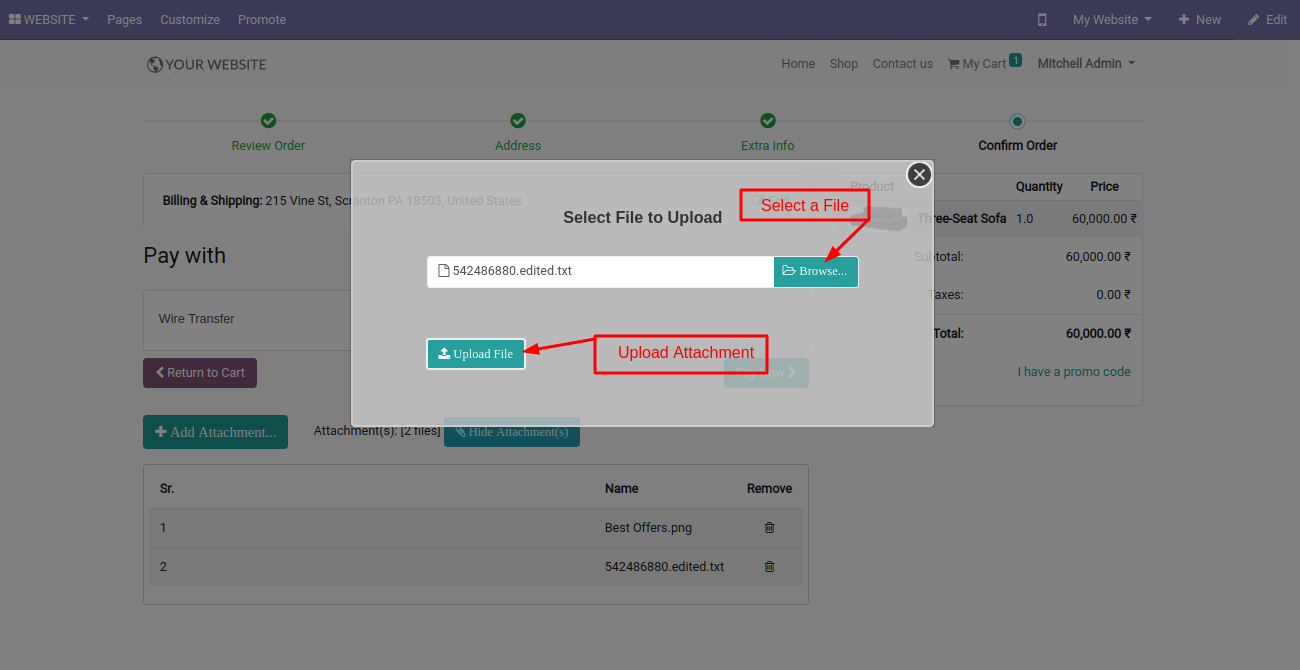 WEBSITE Pages Customize Promote My Website New Edit
YOUR WEBSITE Home Shop Contact us My Cart 1 Mitchell Admin
Review Order Address Extra Info Confirm Order
Billing & Shipping: 215 Vine St, Scranton PA 18503, United States
Product Quantity Price
Select File to Upload
Select a File
Three-Seat Sofa 1.0 60,000.00 ₹
Pay with
Subtotal: 60,000.00 ₹
542486880.edited.txt Browse...
Taxes: 0.00 ₹
Wire Transfer
Total: 60,000.00 ₹
Upload File
Upload Attachment
Return to Cart
Pay Now
I have a promo code
Add Attachment... Attachment(s): [2 files] Hide Attachment(s)
Sr. Name Remove
1 Best Offers.png
2 542486880.edited.txt